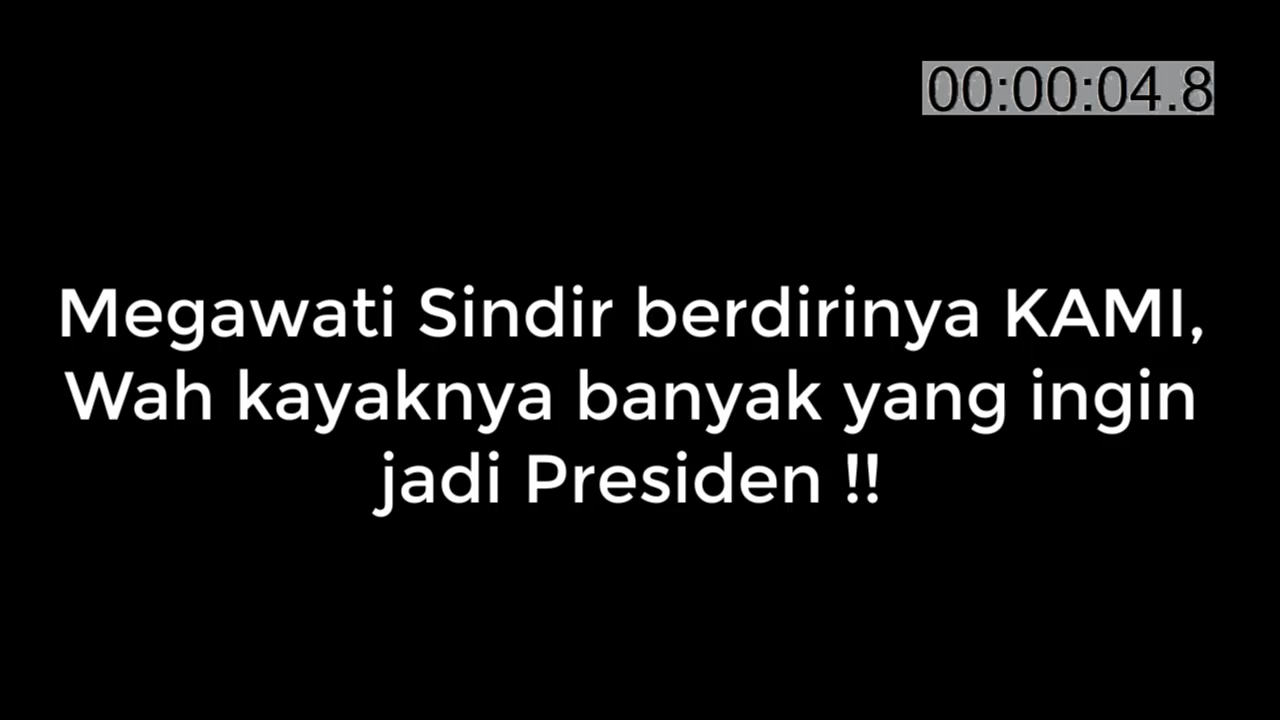 00:00:04.8
Megawati Sindir berdirinya KAMI,
Wah kayaknya banyak yang ingin
jadi Presiden !!